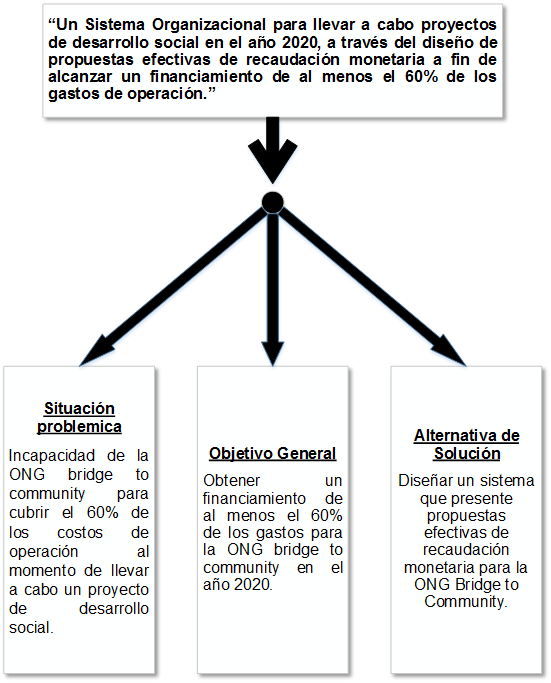 “Un Sistema Organizacional para llevar a cabo proyectos
de desarrollo social en el año 2020, a través del diseño de
propuestas efectivas de recaudación monetaria a fin de
alcanzar un financiamiento de al menos el 60% de los
gastos de operación.”
Situación
problemica
Incapacidad de la
ONG bridge to
community para
cubrir el 60% de
los costos de
operación al
momento de llevar
a cabo un proyecto
de desarrollo
social.
Objetivo General
Obtener un
financiamiento de
al menos el 60%
de los gastos para
la ONG bridge to
community en el
año 2020.
Alternativa de
Solución
Diseñar un sistema
que presente
propuestas
efectivas de
recaudación
monetaria para la
ONG Bridge to
Community.